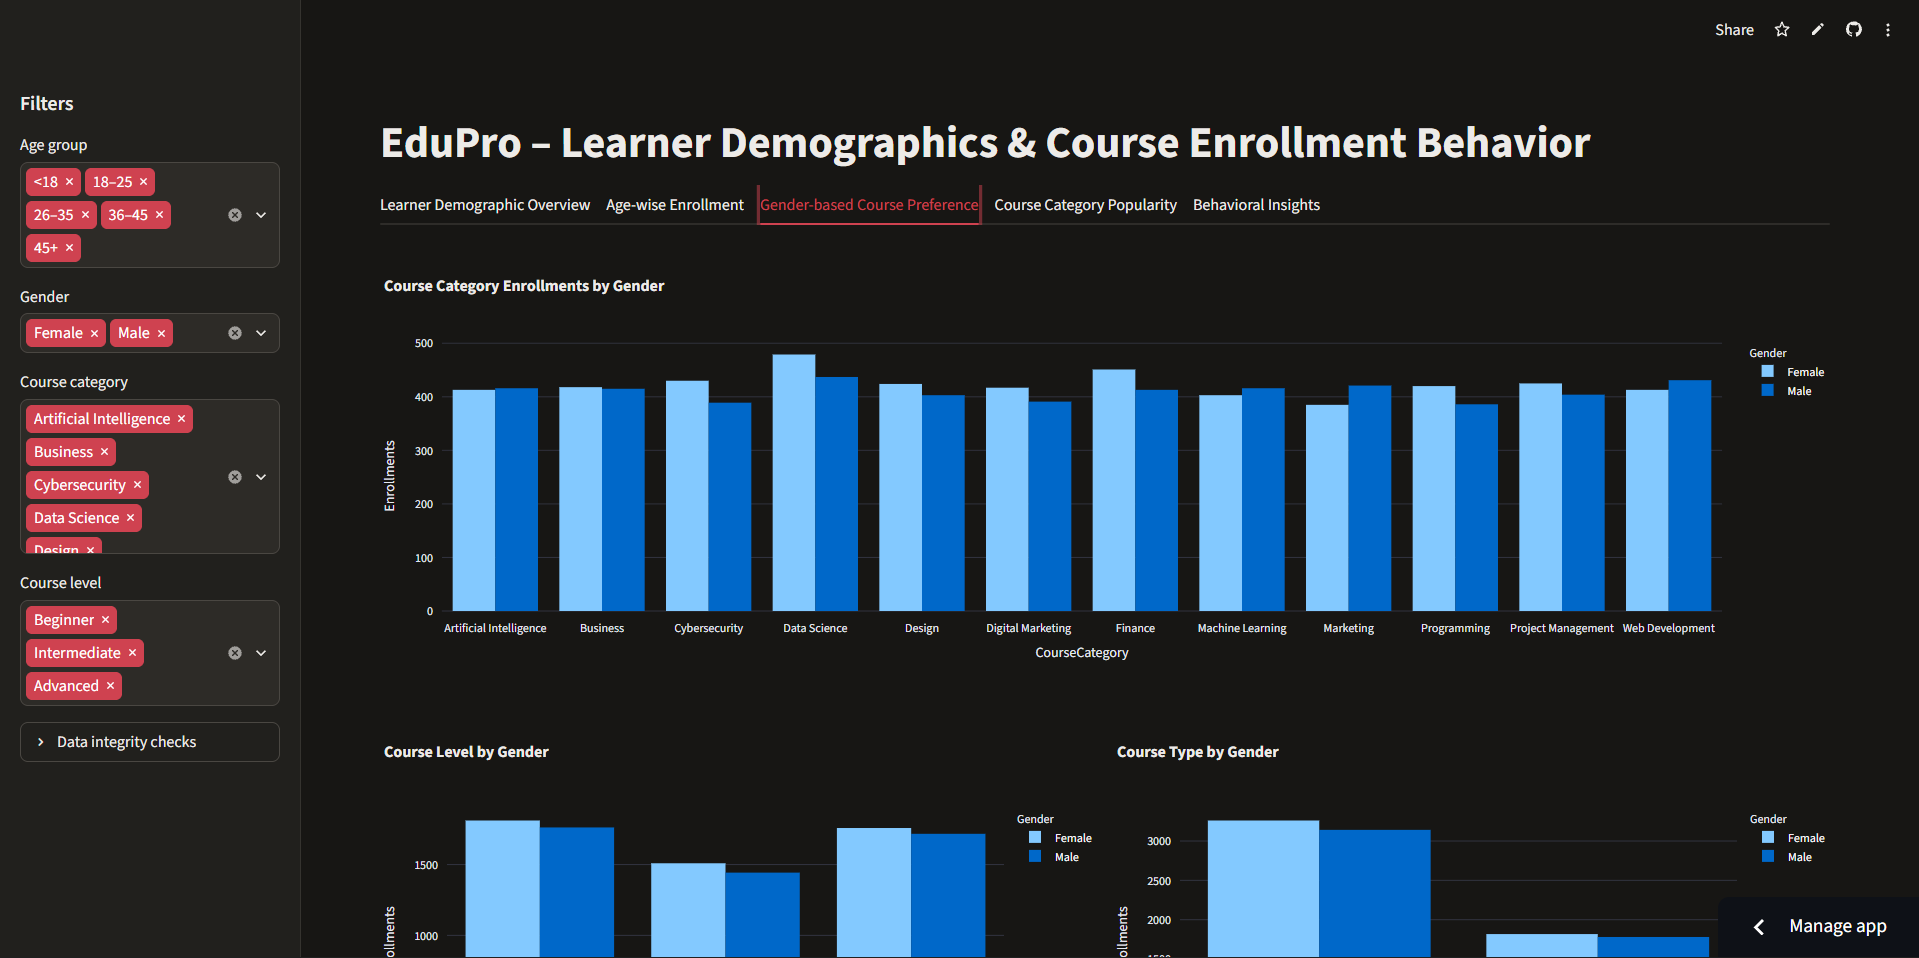 Share
Filters
Age group
<18 ×
18–25 ×
26–35 ×
36–45 ×
45+ ×
Gender
Female ×
Male ×
Course category
Artificial Intelligence ×
Business ×
Cybersecurity ×
Data Science ×
Design ×
Course level
Beginner ×
Intermediate ×
Advanced ×
Data integrity checks
EduPro – Learner Demographics & Course Enrollment Behavior
Learner Demographic Overview
Age-wise Enrollment
Gender-based Course Preference
Course Category Popularity
Behavioral Insights
Course Category Enrollments by Gender
500
400
300
200
100
0
Enrollments
Artificial Intelligence
Business
Cybersecurity
Data Science
Design
Digital Marketing
Finance
Machine Learning
Marketing
Programming
Project Management
Web Development
CourseCategory
Gender
Female
Male
Course Level by Gender
1500
1000
ollments
Gender
Female
Male
Course Type by Gender
3000
2500
2000
1500
ollments
Gender
Female
Male
Manage app